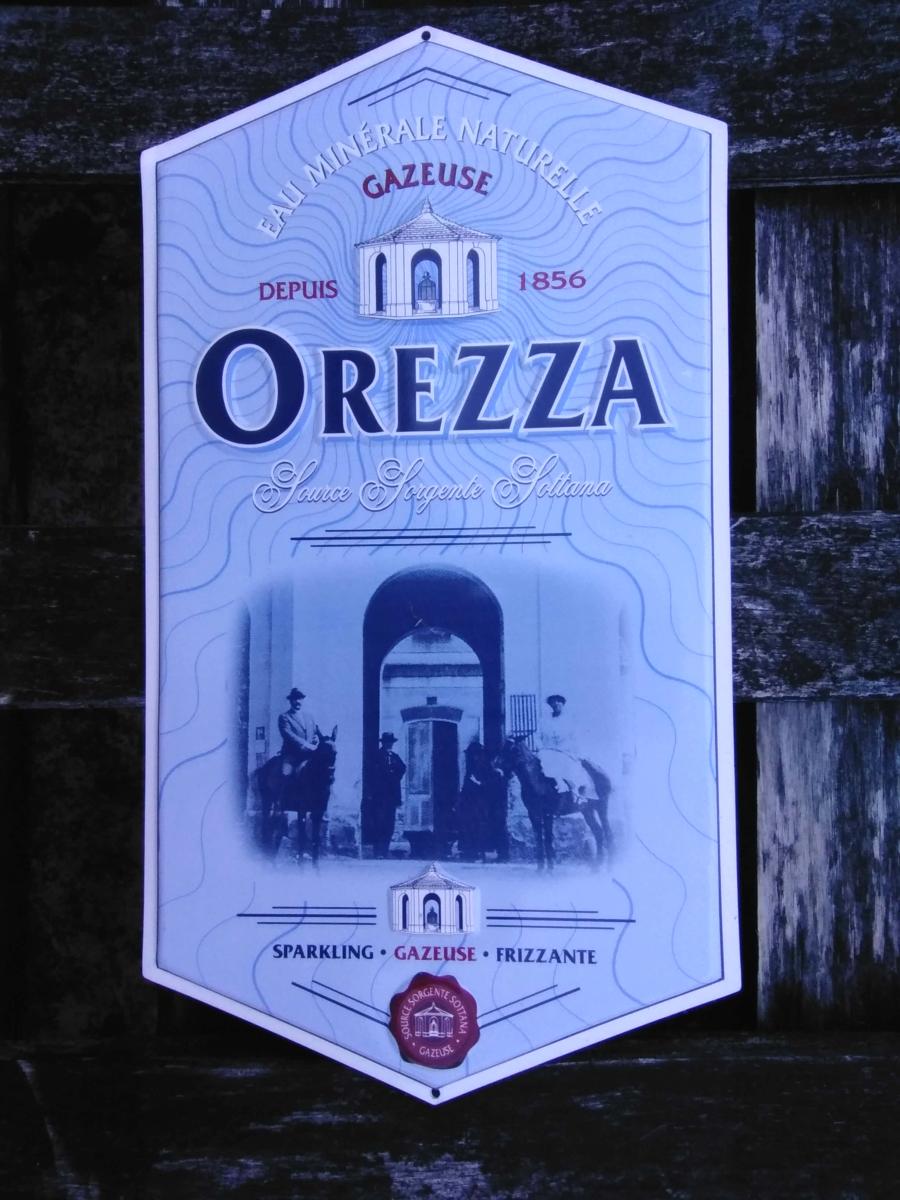 EAU MINÉRALE NATURELLE
GAZEUSE
DEPUIS 1856
OREZZA
Source Sorgente Sottana
SPARKLING • GAZEUSE • FRIZZANTE
SOURCE SORGENTE SOTTANA
• GAZEUSE •